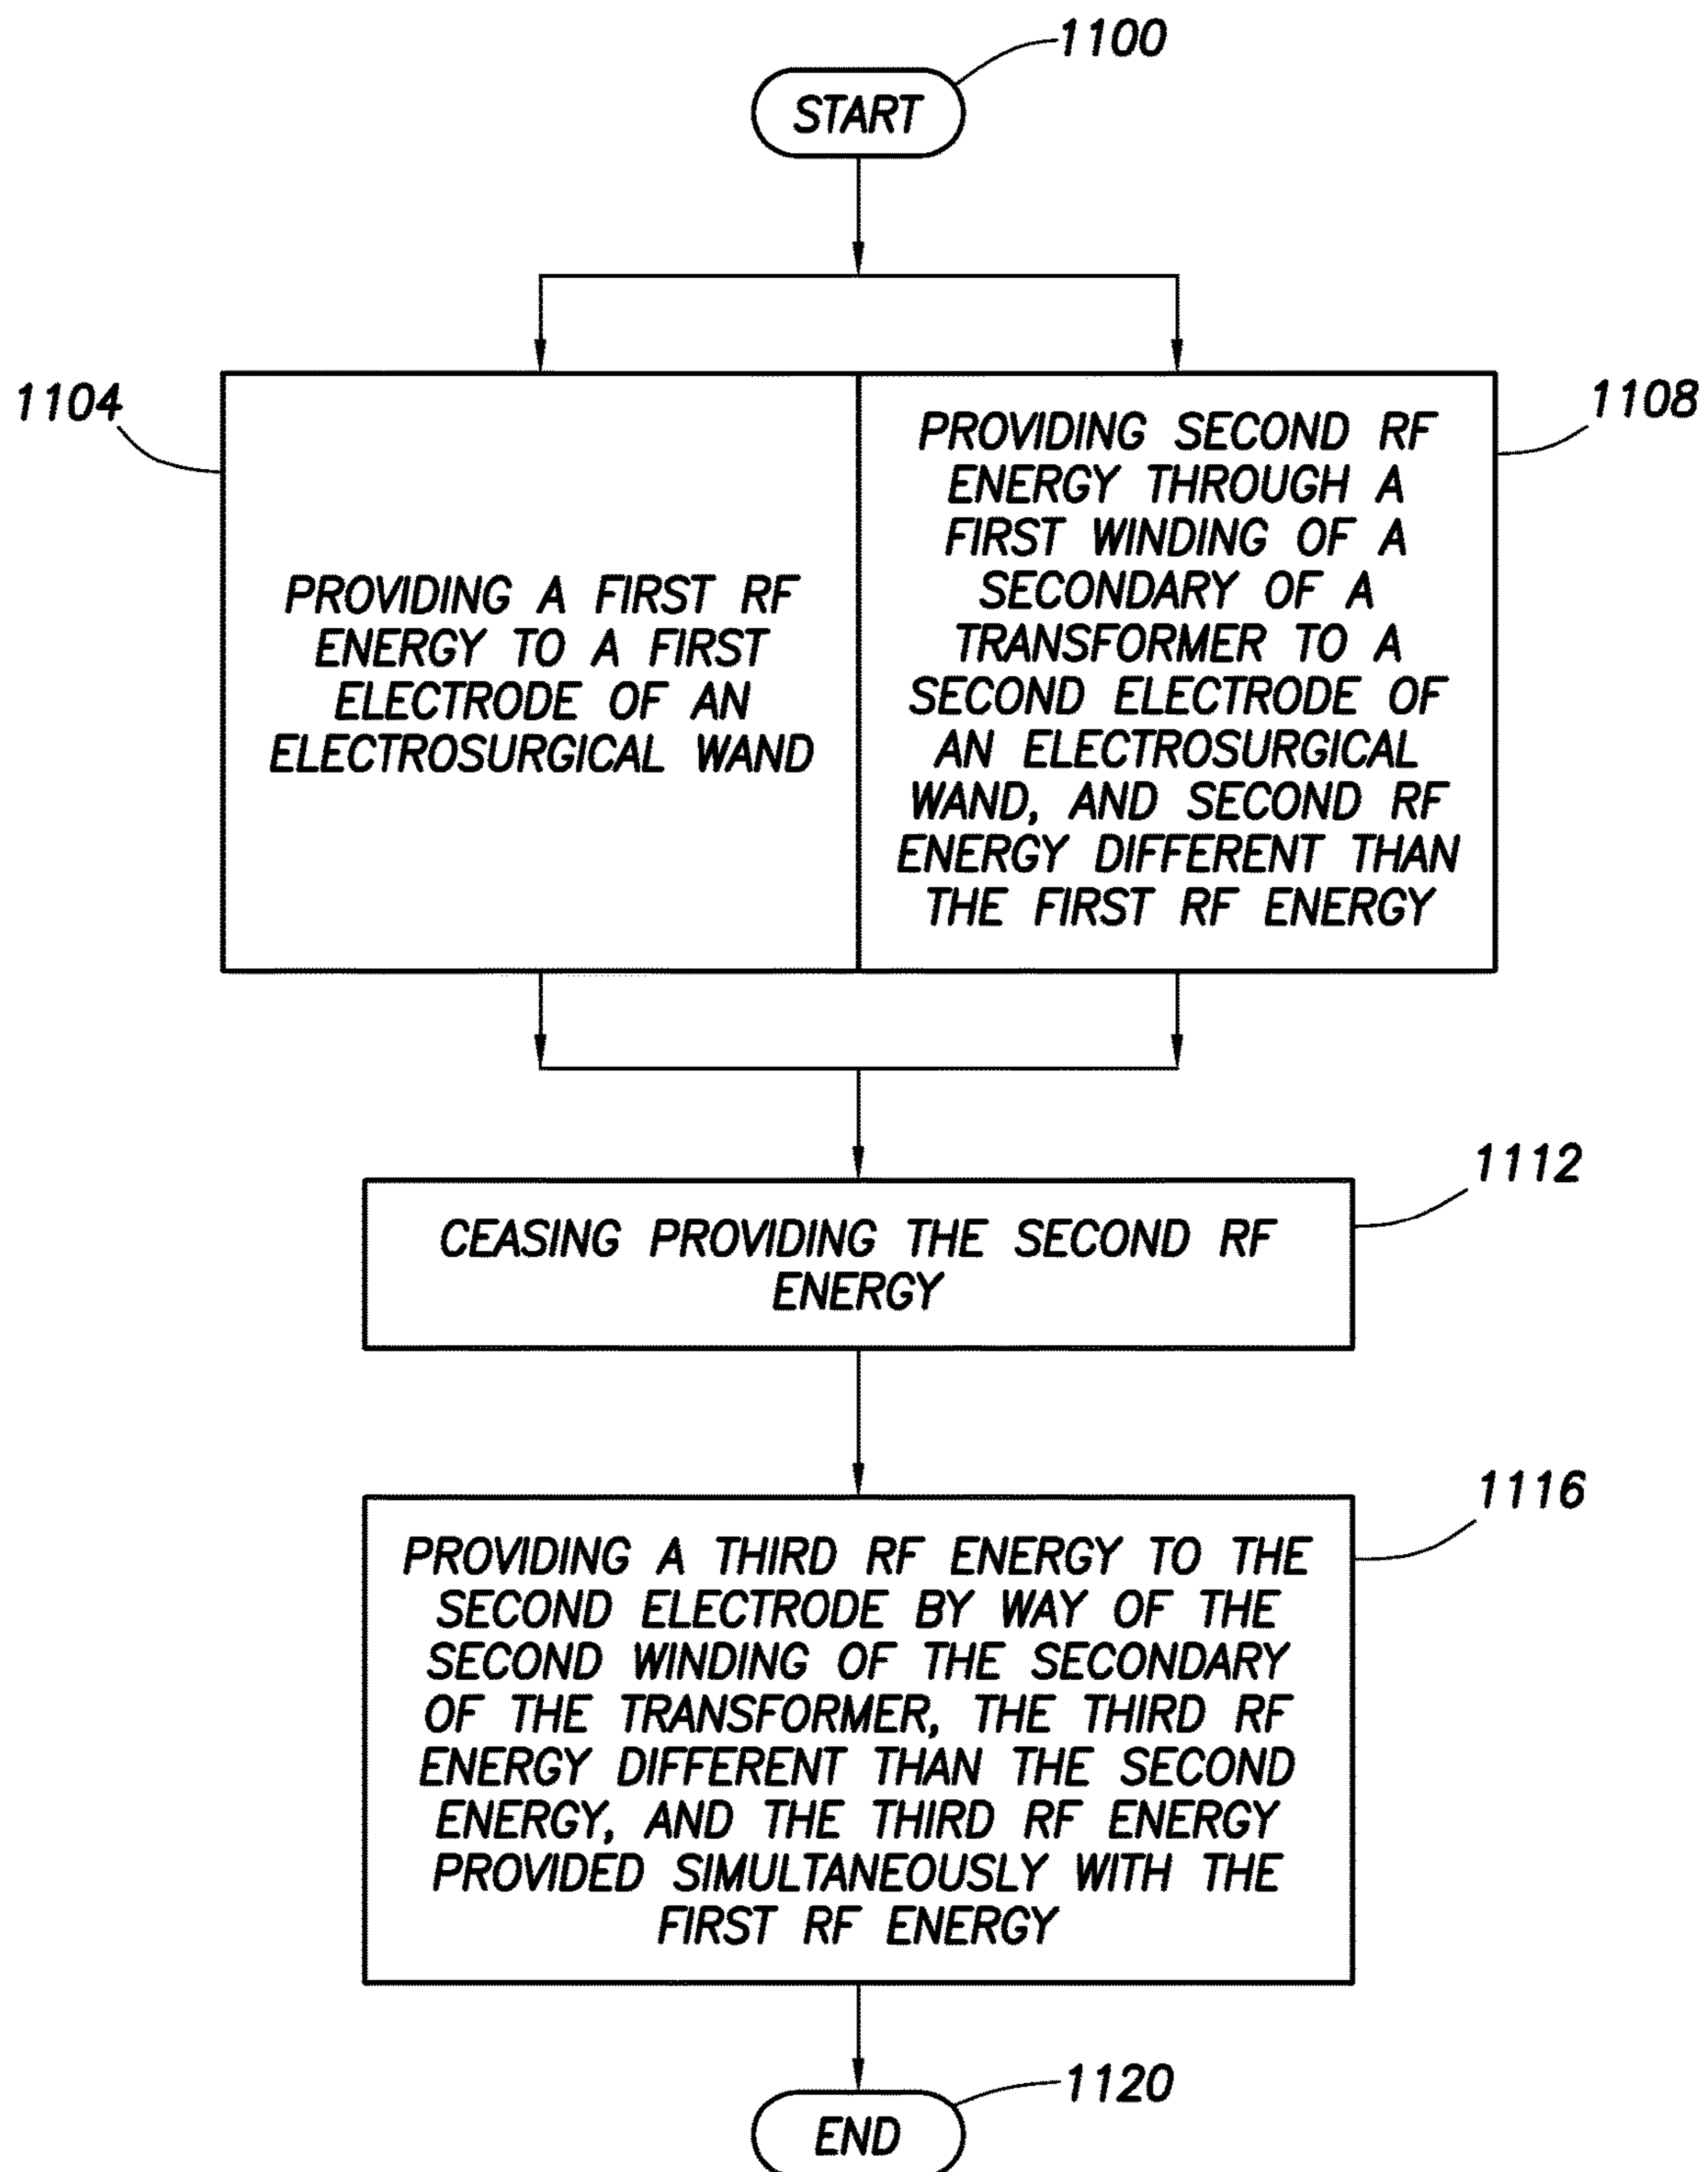 1100
START
1104
PROVIDING A FIRST RF
ENERGY TO A FIRST
ELECTRODE OF AN
ELECTROSURGICAL WAND
1108
PROVIDING SECOND RF
ENERGY THROUGH A
FIRST WINDING OF A
SECONDARY OF A
TRANSFORMER TO A
SECOND ELECTRODE OF
AN ELECTROSURGICAL
WAND, AND SECOND RF
ENERGY DIFFERENT THAN
THE FIRST RF ENERGY
1112
CEASING PROVIDING THE SECOND RF
ENERGY
1116
PROVIDING A THIRD RF ENERGY TO THE
SECOND ELECTRODE BY WAY OF THE
SECOND WINDING OF THE SECONDARY
OF THE TRANSFORMER, THE THIRD RF
ENERGY DIFFERENT THAN THE SECOND
ENERGY, AND THE THIRD RF ENERGY
PROVIDED SIMULTANEOUSLY WITH THE
FIRST RF ENERGY
1120
END